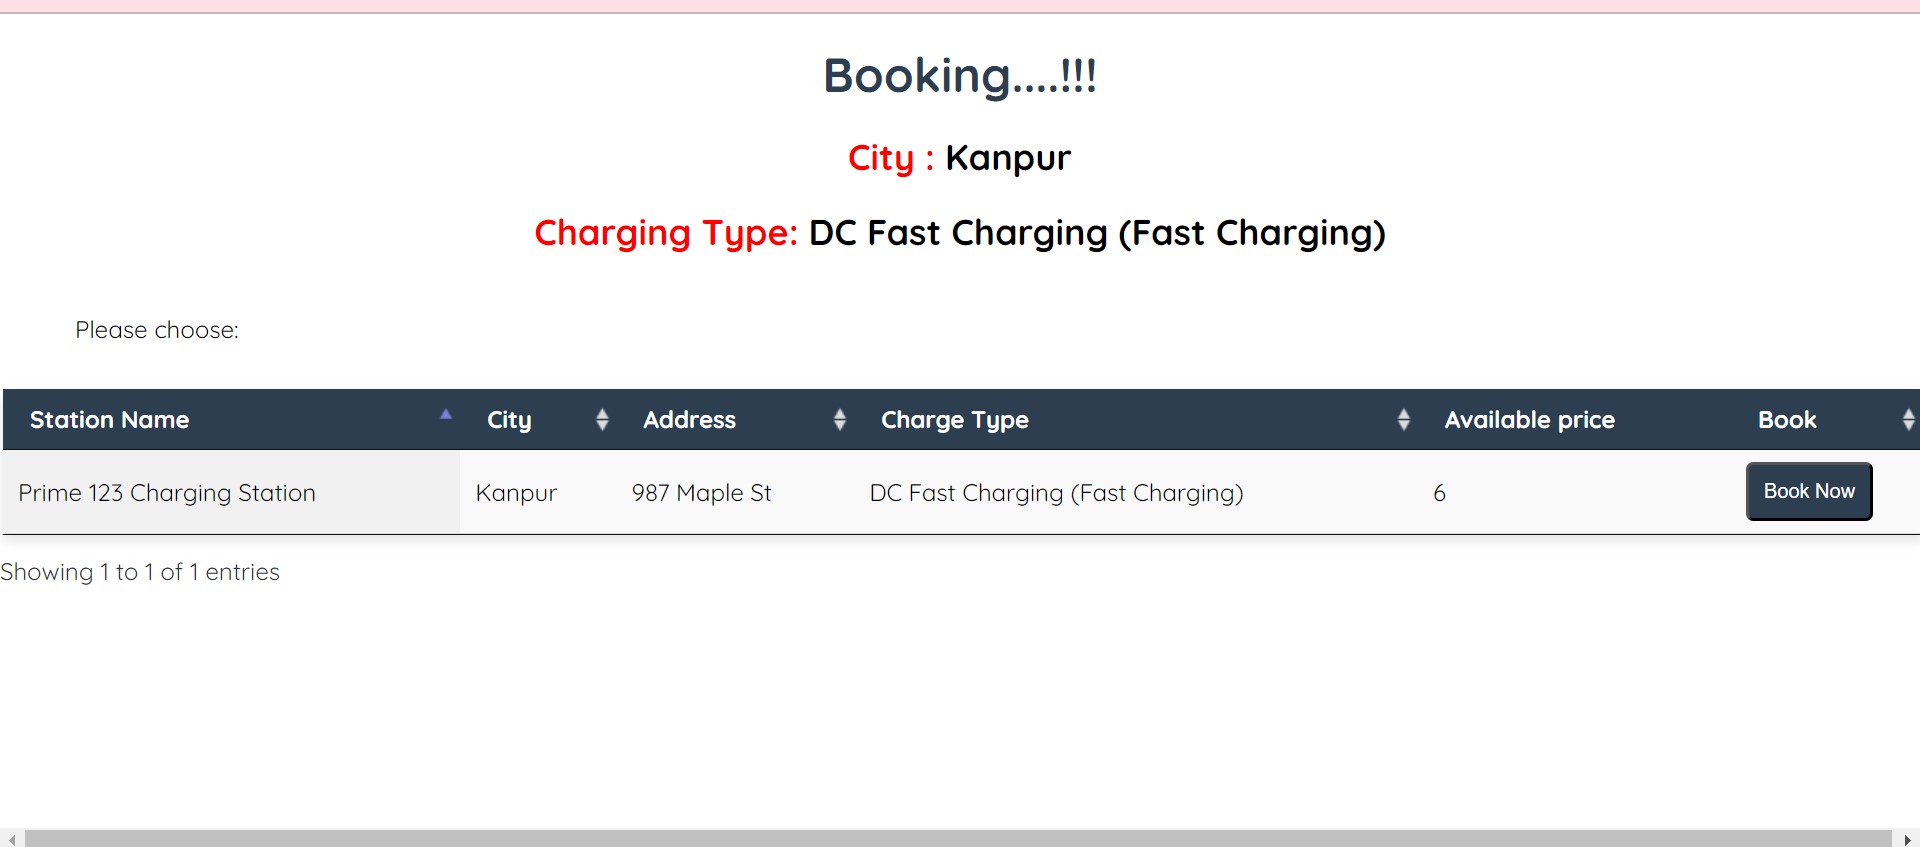 Booking....!!!
City : Kanpur
Charging Type: DC Fast Charging (Fast Charging)
Please choose:
Station Name City Address Charge Type Available price Book
Prime 123 Charging Station Kanpur 987 Maple St DC Fast Charging (Fast Charging) 6 Book Now
Showing 1 to 1 of 1 entries